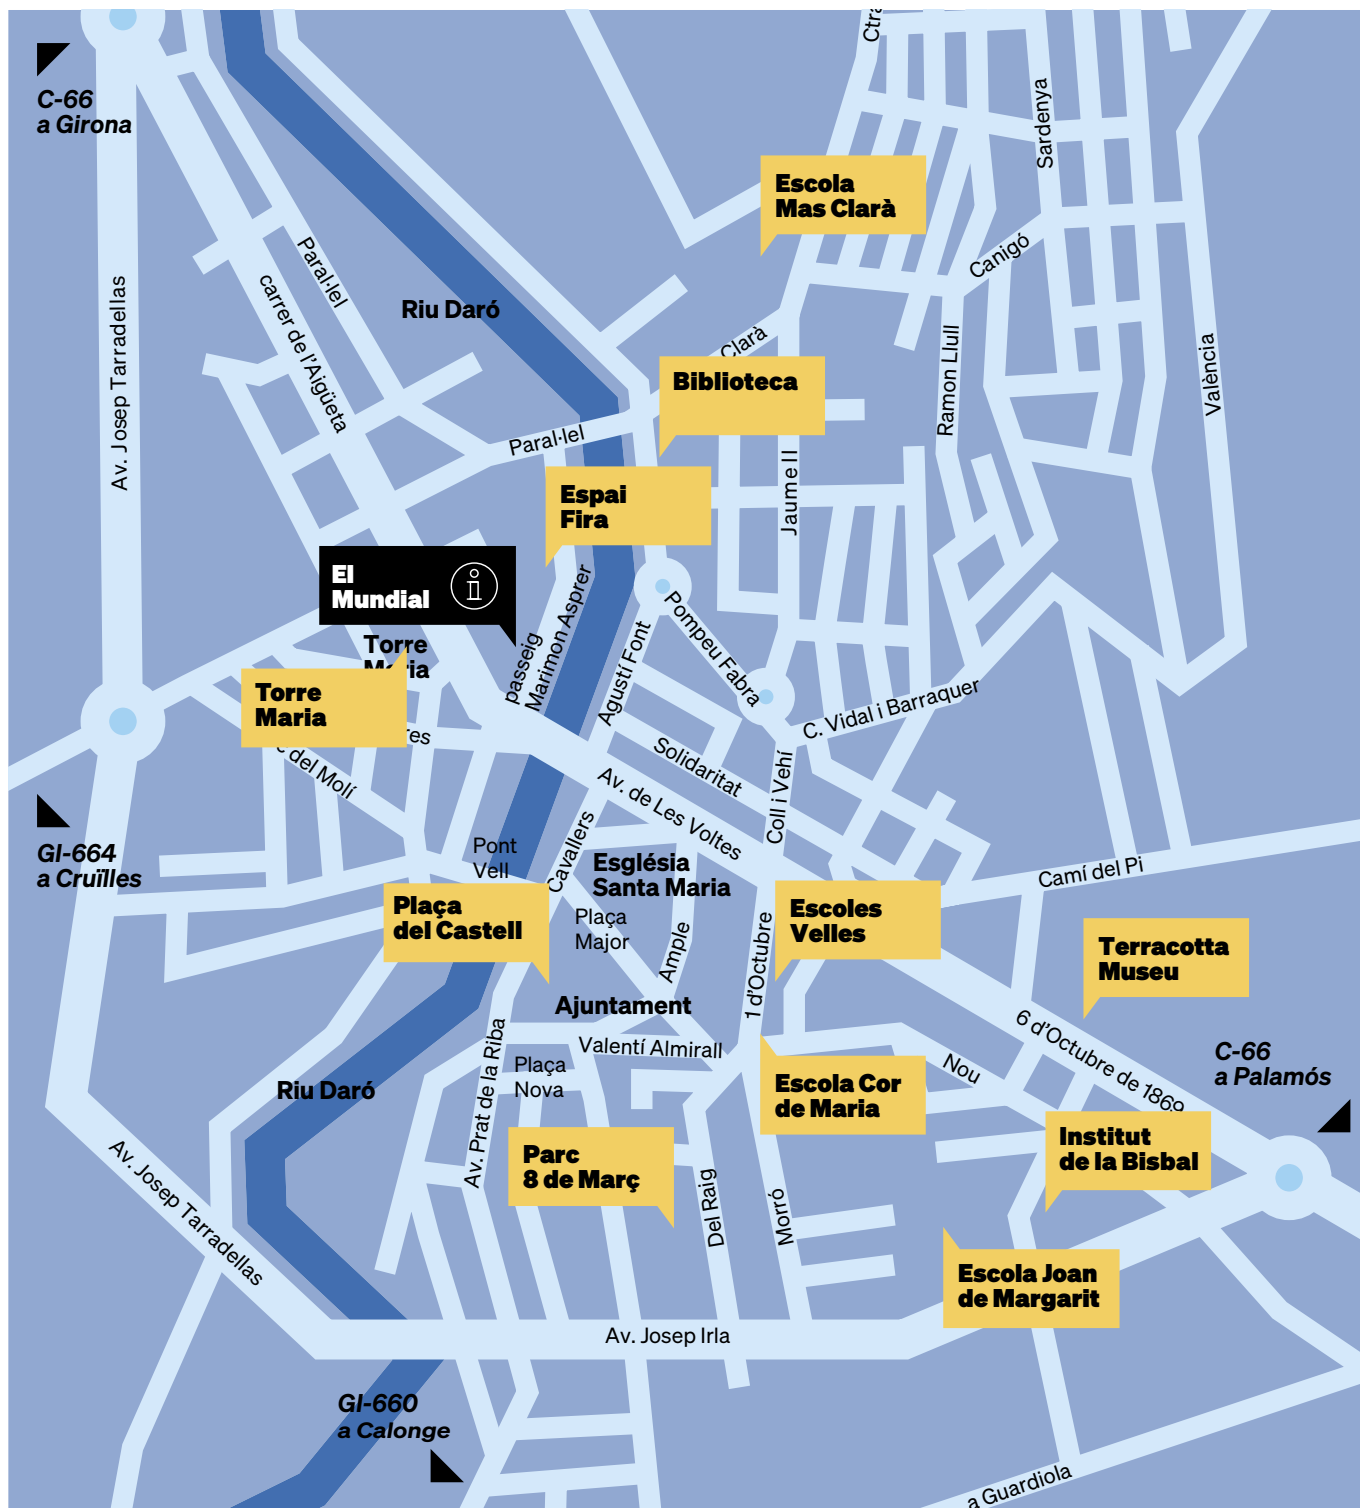 Ctra
C-66
a Girona
Sardenya
Escola
Mas Clarà
Paral·lel
Canigó
carrer de l'Aigüeta
Riu Daró
Av. Josep Tarradellas
Clarà
Ramon Llull
València
Biblioteca
Paral·lel
Jaume II
Espai
Fira
El
Mundial
i
passeig
Marimon Asprer
Pompeu Fabra
Agustí Font
Torre
Maria
Torre
Maria
C. Vidal i Barraquer
res
del Molí
Solidaritat
Av. de Les Voltes
Coll i Vehí
GI-664
a Cruïlles
Pont
Vell
Cavallers
Església
Santa Maria
Camí del Pi
Plaça
del Castell
Plaça
Major
Ample
Escoles
Velles
1 d'Octubre
Terracotta
Museu
Ajuntament
6 d'Octubre de 1869
Valentí Almirall
Av. Prat de la Riba
Plaça
Nova
Nou
C-66
a Palamós
Riu Daró
Escola Cor
de Maria
Institut
de la Bisbal
Parc
8 de Març
Av. Josep Tarradellas
Del Raig
Morró
Escola Joan
de Margarit
Av. Josep Irla
GI-660
a Calonge
a Guardiola